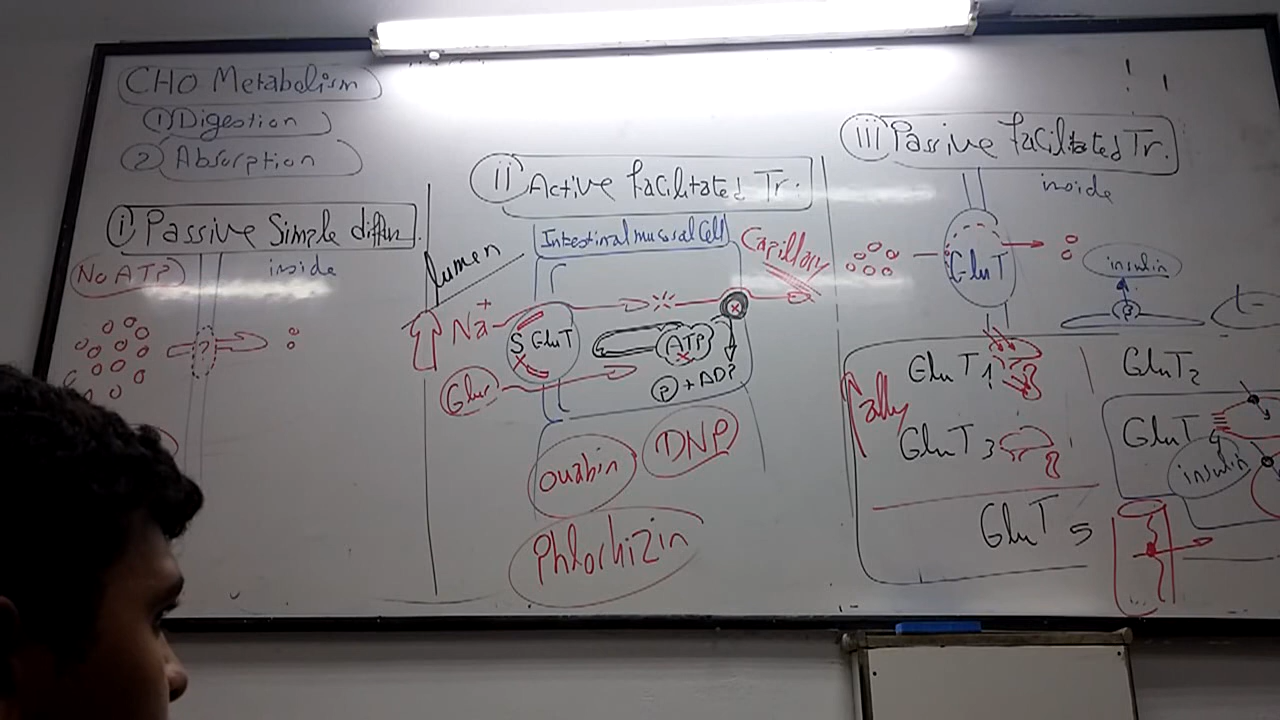 CHO Metabolism
① Digestion
② Absorption
ⓘ Passive Simple diffun.
No ATP
inside
?
ii Active facilitated Tr.
Intestinal mucosal Cell
lumen
Capillary
Na+
S GluT
ATP
Gluc
P + ADP
ouabin
DNP
Phlorhizin
iii Passive facilitated Tr.
inside
GluT
insulin
β
GluT 1
GluT 2
GluT 3
GluT 4
insulin
GluT 5